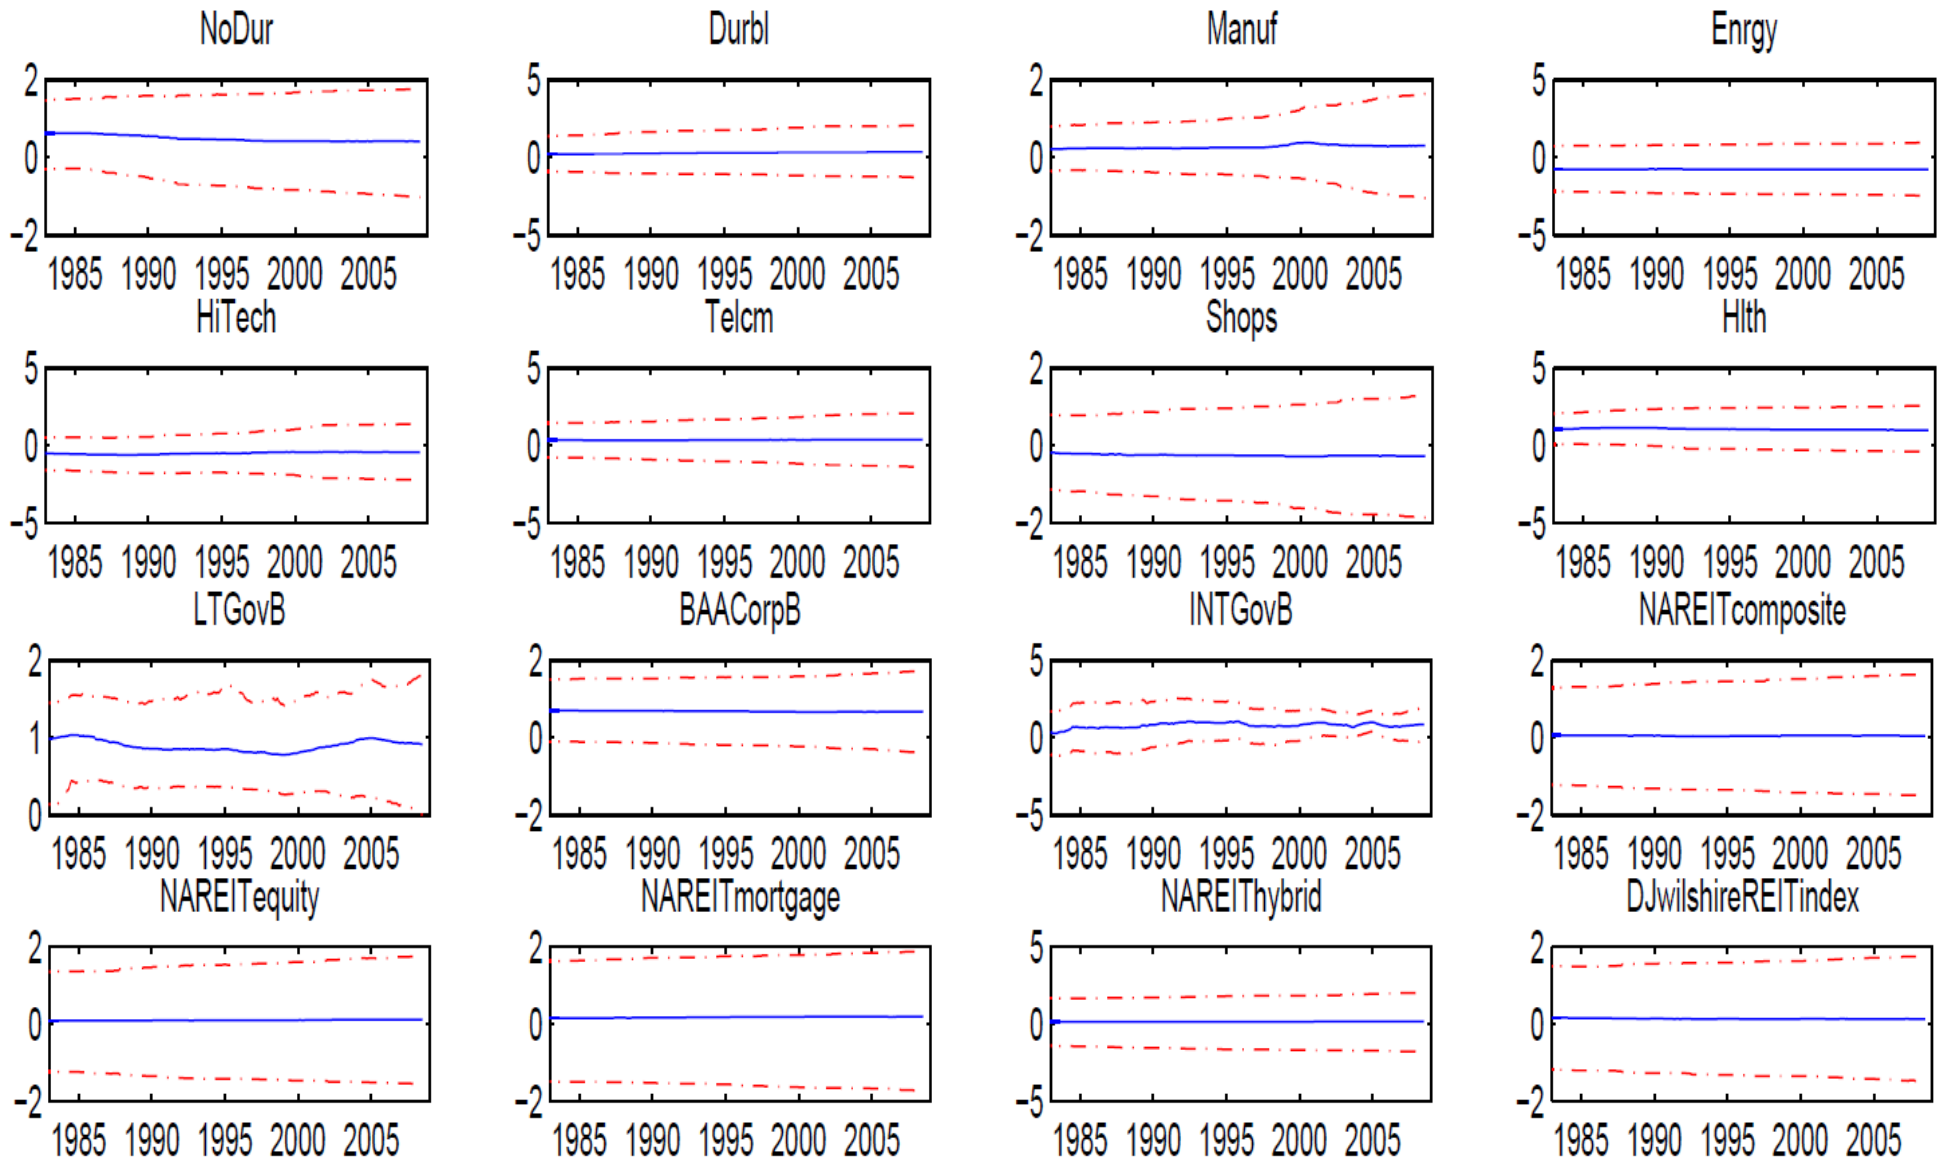 NoDur Durbl Manuf Enrgy
2 5 2 5
0 0 0 0
−2 −5 −2 −5
1985 1990 1995 2000 2005 1985 1990 1995 2000 2005 1985 1990 1995 2000 2005 1985 1990 1995 2000 2005
HiTech Telcm Shops Hlth
5 5 2 5
0 0 0 0
−5 −5 −2 −5
1985 1990 1995 2000 2005 1985 1990 1995 2000 2005 1985 1990 1995 2000 2005 1985 1990 1995 2000 2005
LTGovB BAACorpB INTGovB NAREITcomposite
2 2 5 2
1 0 0 0
0 −2 −5 −2
1985 1990 1995 2000 2005 1985 1990 1995 2000 2005 1985 1990 1995 2000 2005 1985 1990 1995 2000 2005
NAREITequity NAREITmortgage NAREIThybrid DJwilshireREITindex
2 2 5 2
0 0 0 0
−2 −2 −5 −2
1985 1990 1995 2000 2005 1985 1990 1995 2000 2005 1985 1990 1995 2000 2005 1985 1990 1995 2000 2005